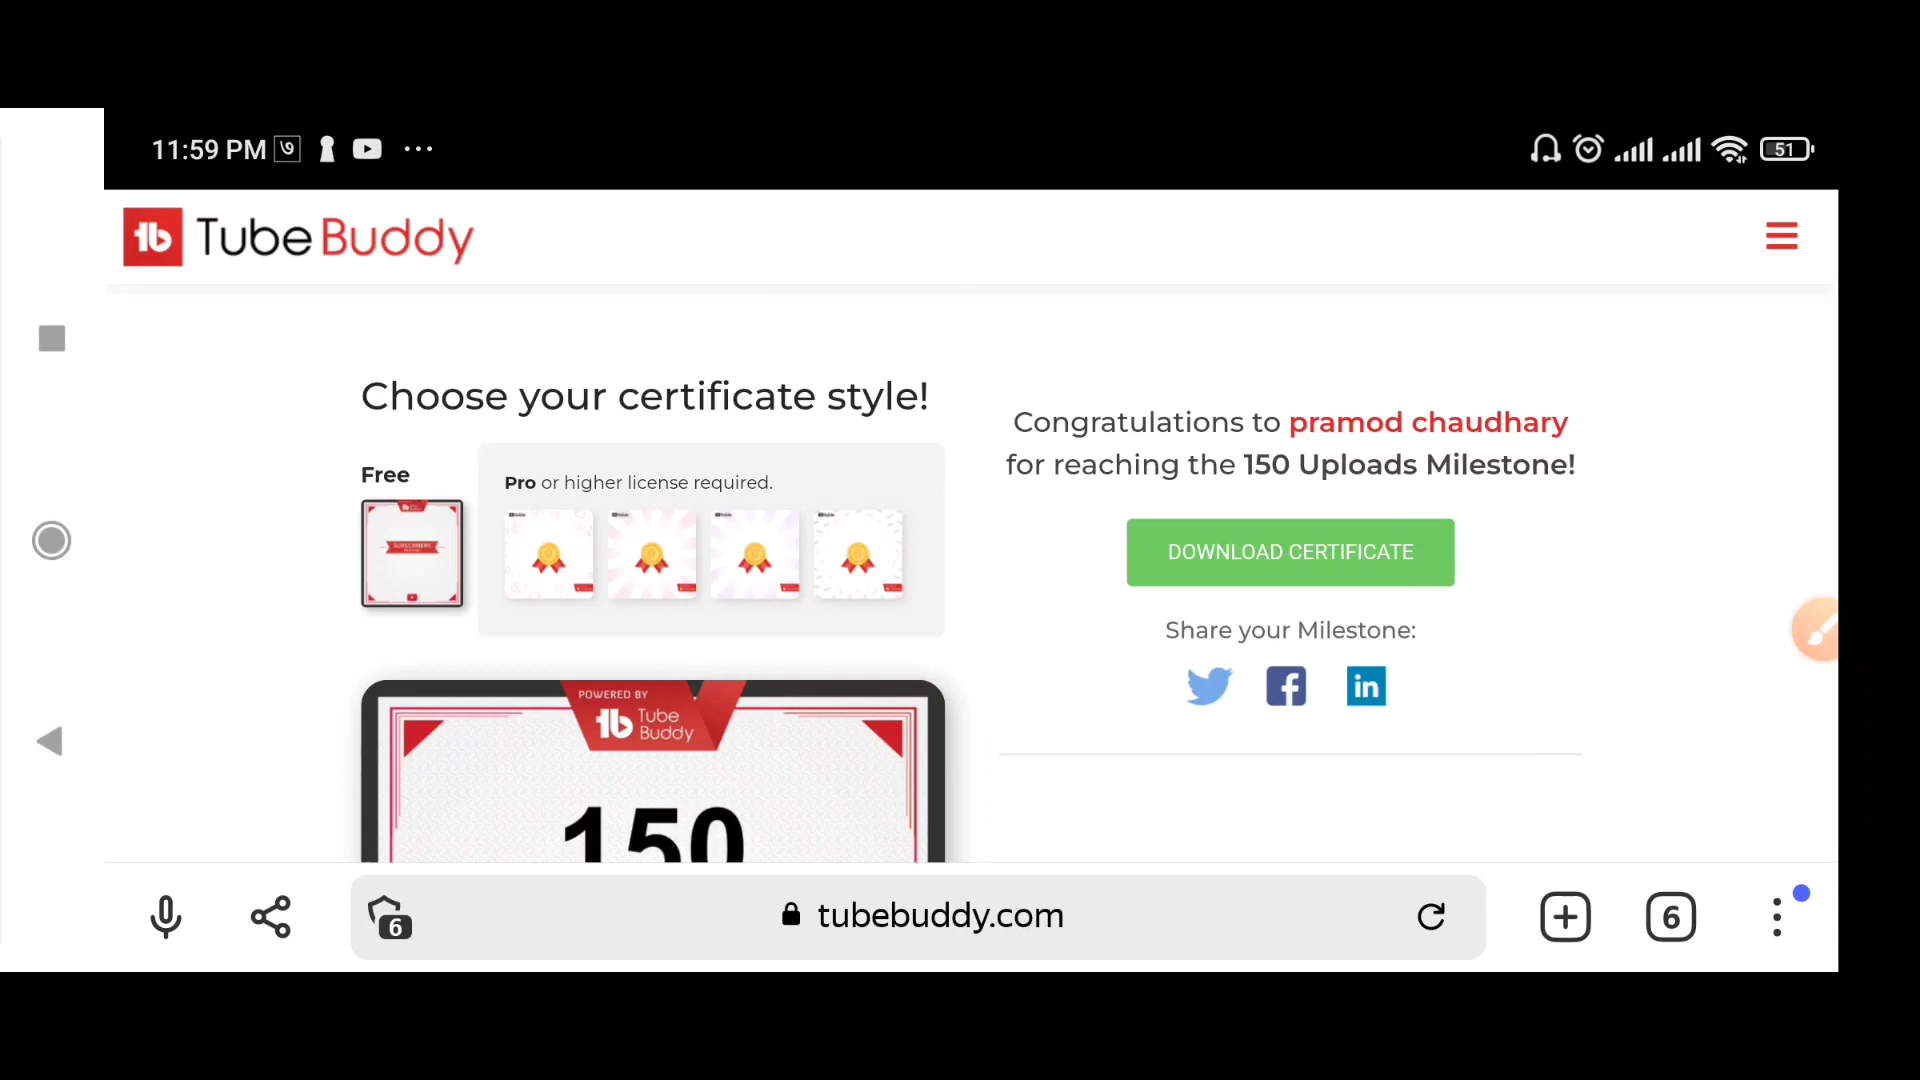 11:59 PM
51
TubeBuddy
Choose your certificate style!
Free
Pro or higher license required.
SUBSCRIBERS
Congratulations to pramod chaudhary
for reaching the 150 Uploads Milestone!
DOWNLOAD CERTIFICATE
Share your Milestone:
POWERED BY
Tube
Buddy
150
6
tubebuddy.com
6